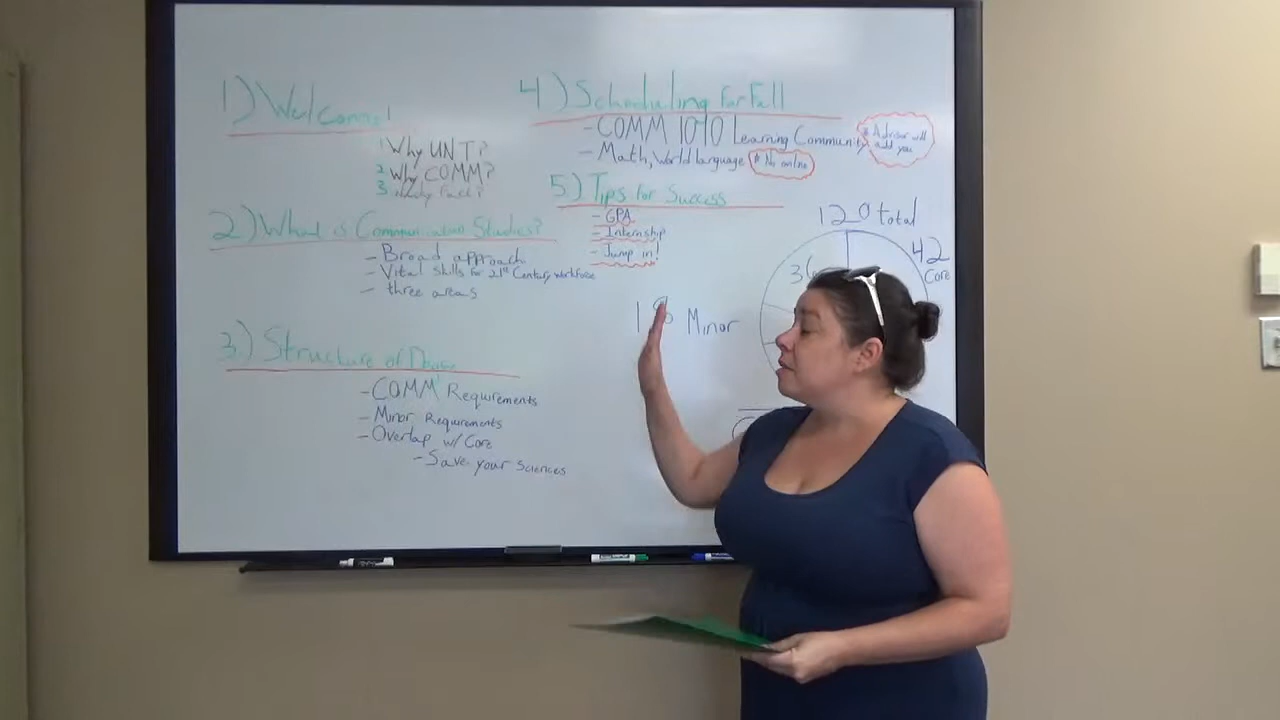 1) Welcome!
1 Why UNT?
2 Why COMM?
3
2) What is Communication Studies?
- Broad approach
- Vital skills for 21st Century workforce
- three areas
3.) Structure of
- COMM Requirements
- Minor Requirements
- Overlap w/ Core
- Save your Sciences
4) Scheduling for Fall
- COMM 1010 Learning Community
* Advisor will add you
- Math, World language * No online
5.) Tips for Success
- GPA
- Internship
- Jump in!
120 total
42
Core
18 Minor